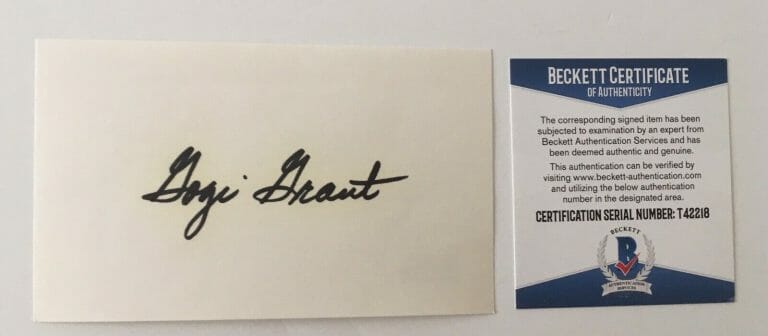 Gogi Grant
BECKETT CERTIFICATE
OF AUTHENTICITY
The corresponding signed item has been
subjected to examination by an expert from
Beckett Authentication Services and has
been deemed authentic and genuine.
This authentication can be verified by
visiting www.beckett-authentication.com
and utilizing the below authentication
number in the designated area.
CERTIFICATION SERIAL NUMBER: T42218
BECKETT
B
AUTHENTICATION
SERVICES